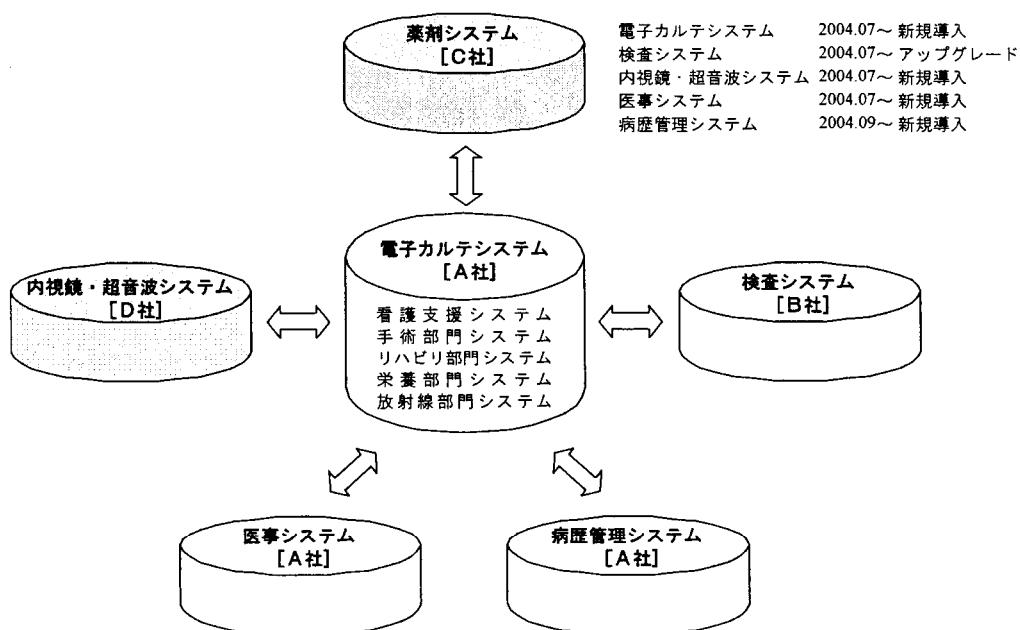 薬剤システム
[C社]
電子カルテシステム 2004.07～ 新規導入
検査システム 2004.07～ アップグレード
内視鏡・超音波システム 2004.07～ 新規導入
医事システム 2004.07～ 新規導入
病歴管理システム 2004.09～ 新規導入
電子カルテシステム
[A社]
看護支援システム
手術部門システム
リハビリ部門システム
栄養部門システム
放射線部門システム
内視鏡・超音波システム
[D社]
検査システム
[B社]
医事システム
[A社]
病歴管理システム
[A社]